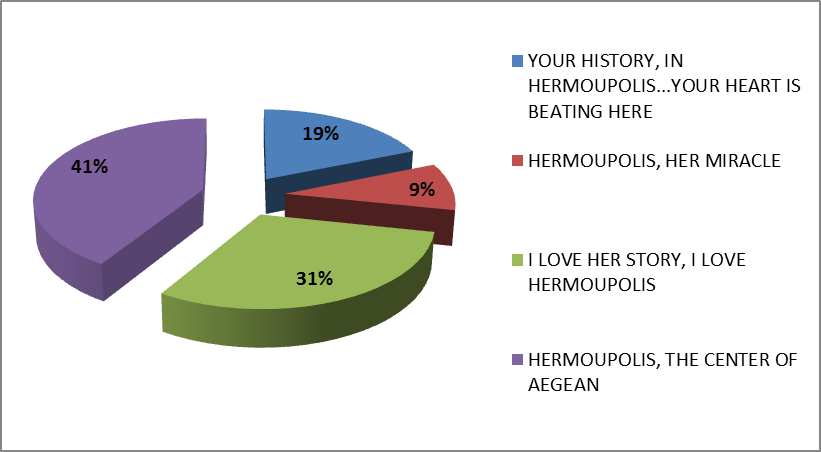 19%
41%
9%
31%
YOUR HISTORY, IN
HERMOUPOLIS...YOUR HEART IS
BEATING HERE
HERMOUPOLIS, HER MIRACLE
I LOVE HER STORY, I LOVE
HERMOUPOLIS
HERMOUPOLIS, THE CENTER OF
AEGEAN